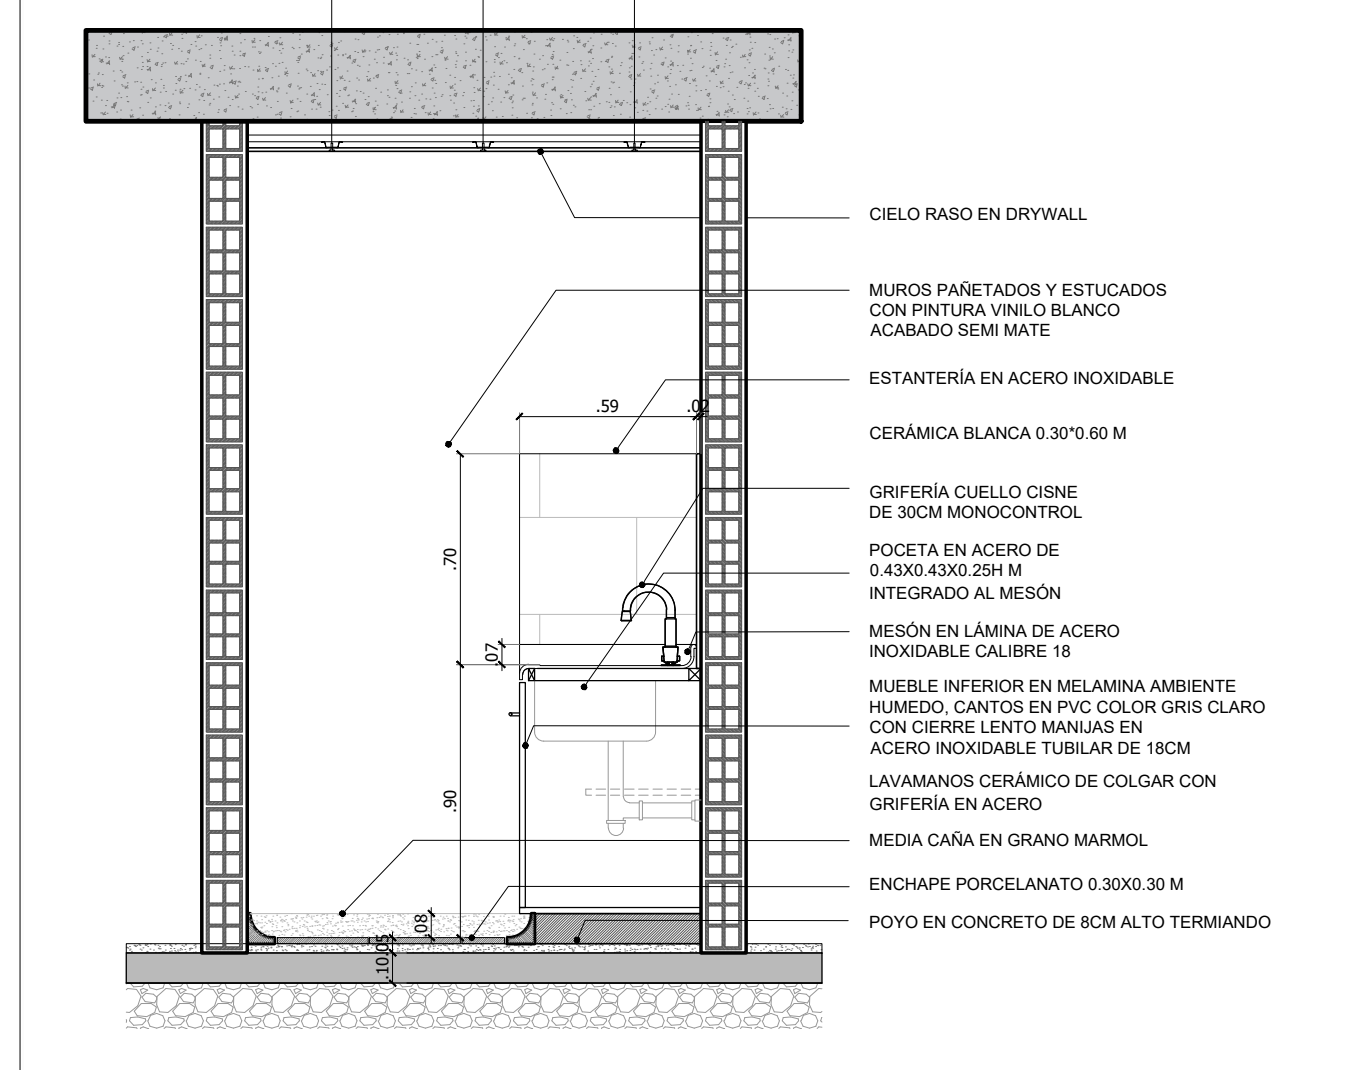 CIELO RASO EN DRYWALL
MUROS PAÑETADOS Y ESTUCADOS
CON PINTURA VINILO BLANCO
ACABADO SEMI MATE
ESTANTERÍA EN ACERO INOXIDABLE
.59
.02
CERÁMICA BLANCA 0.30*0.60 M
GRIFERÍA CUELLO CISNE
DE 30CM MONOCONTROL
.70
POCETA EN ACERO DE
0.43X0.43X0.25H M
INTEGRADO AL MESÓN
MESÓN EN LÁMINA DE ACERO
INOXIDABLE CALIBRE 18
.07
MUEBLE INFERIOR EN MELAMINA AMBIENTE
HUMEDO, CANTOS EN PVC COLOR GRIS CLARO
CON CIERRE LENTO MANIJAS EN
ACERO INOXIDABLE TUBILAR DE 18CM
LAVAMANOS CERÁMICO DE COLGAR CON
GRIFERÍA EN ACERO
.90
MEDIA CAÑA EN GRANO MARMOL
ENCHAPE PORCELANATO 0.30X0.30 M
POYO EN CONCRETO DE 8CM ALTO TERMIANDO
.08
.05
.10